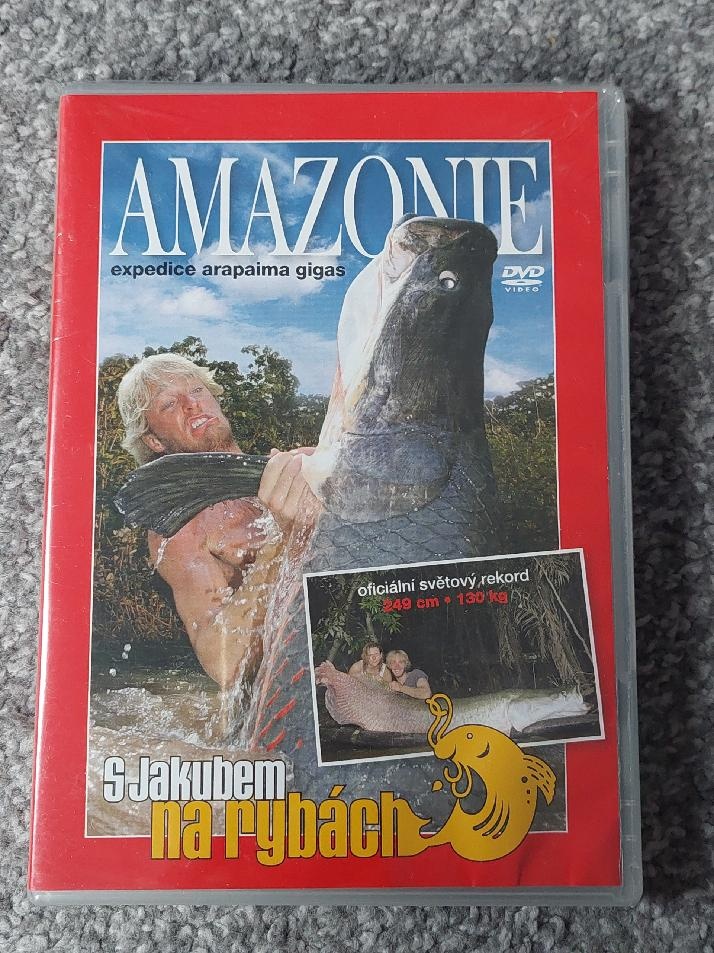 AMAZONIE
expedice arapaima gigas
DVD
VIDEO
oficiální světový rekord
249 cm • 130 kg
S Jakubem
na rybách